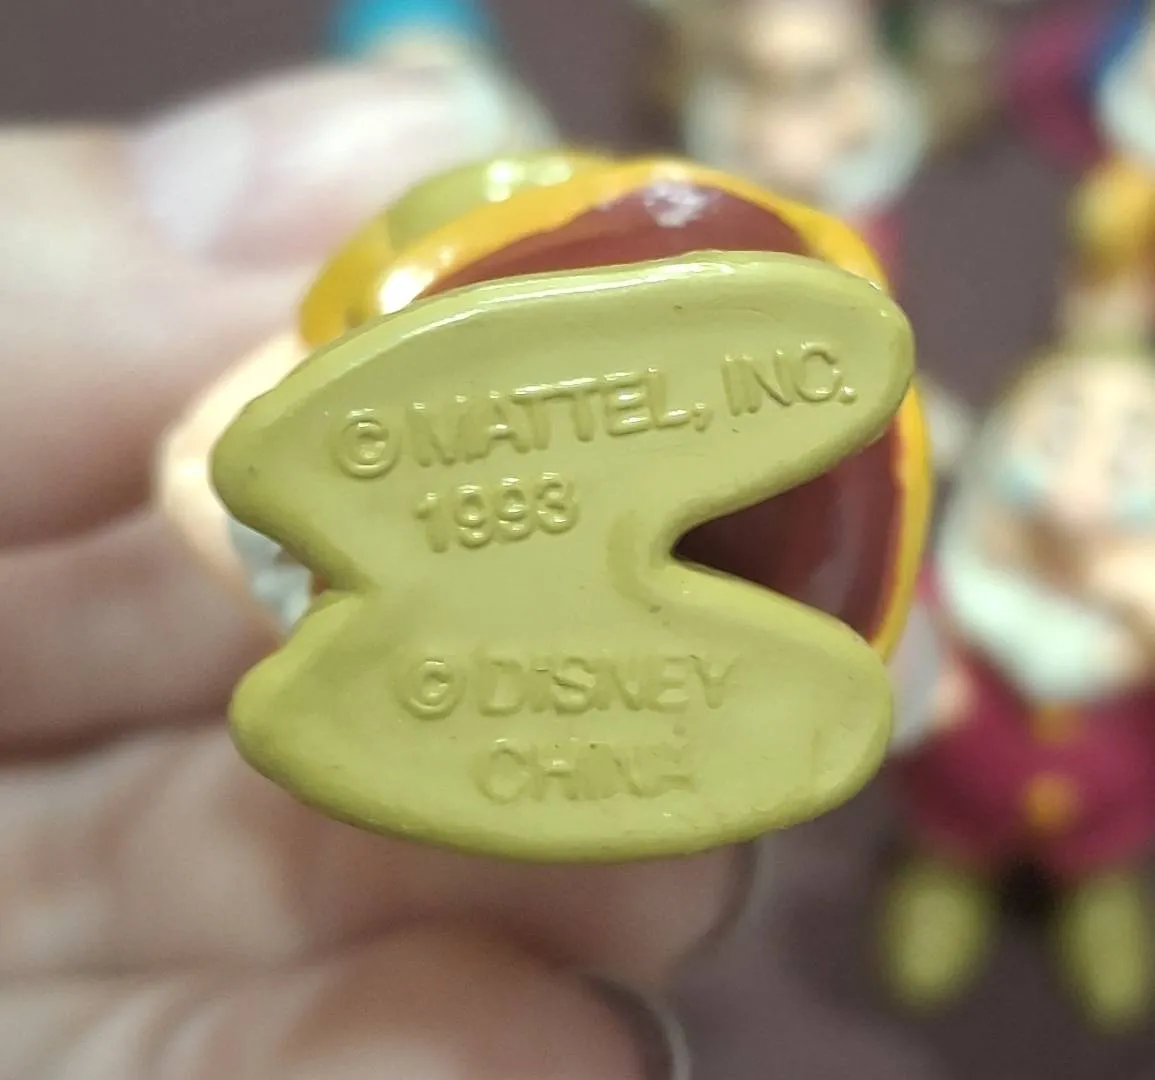 © MATTEL, INC.
1993
© DISNEY
CHINA